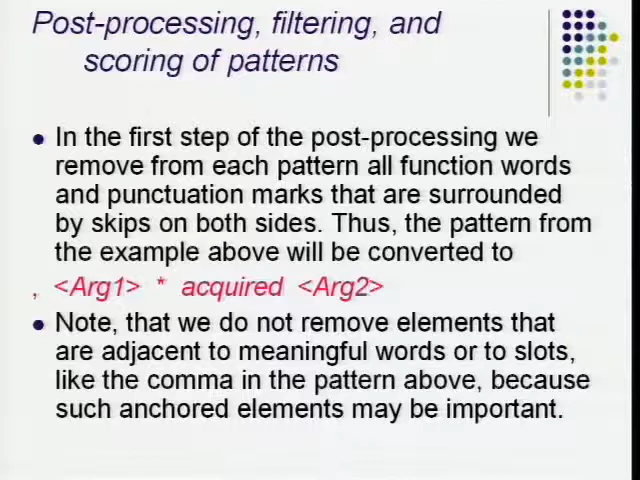 Post-processing, filtering, and
scoring of patterns
In the first step of the post-processing we
remove from each pattern all function words
and punctuation marks that are surrounded
by skips on both sides. Thus, the pattern from
the example above will be converted to
, <Arg1> * acquired <Arg2>
Note, that we do not remove elements that
are adjacent to meaningful words or to slots,
like the comma in the pattern above, because
such anchored elements may be important.